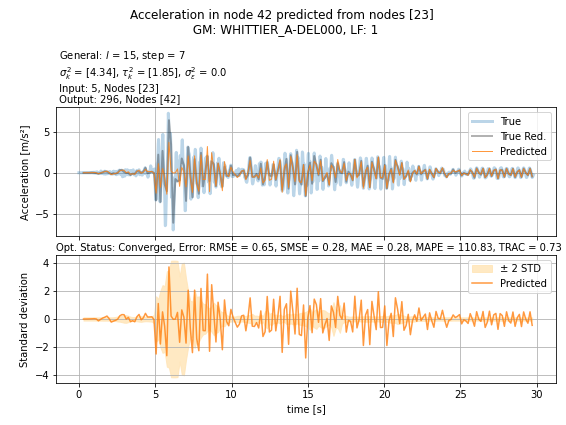 Acceleration in node 42 predicted from nodes [23]
GM: WHITTIER_A-DEL000, LF: 1
General: l = 15, step = 7
σ²ₖ = [4.34], τ²ₖ = [1.85], σ²ε = 0.0
Input: 5, Nodes [23]
Output: 296, Nodes [42]
Acceleration [m/s²]
5
0
−5
True
True Red.
Predicted
Opt. Status: Converged, Error: RMSE = 0.65, SMSE = 0.28, MAE = 0.28, MAPE = 110.83, TRAC = 0.73
Standard deviation
4
2
0
−2
−4
± 2 STD
Predicted
0 5 10 15 20 25 30
time [s]